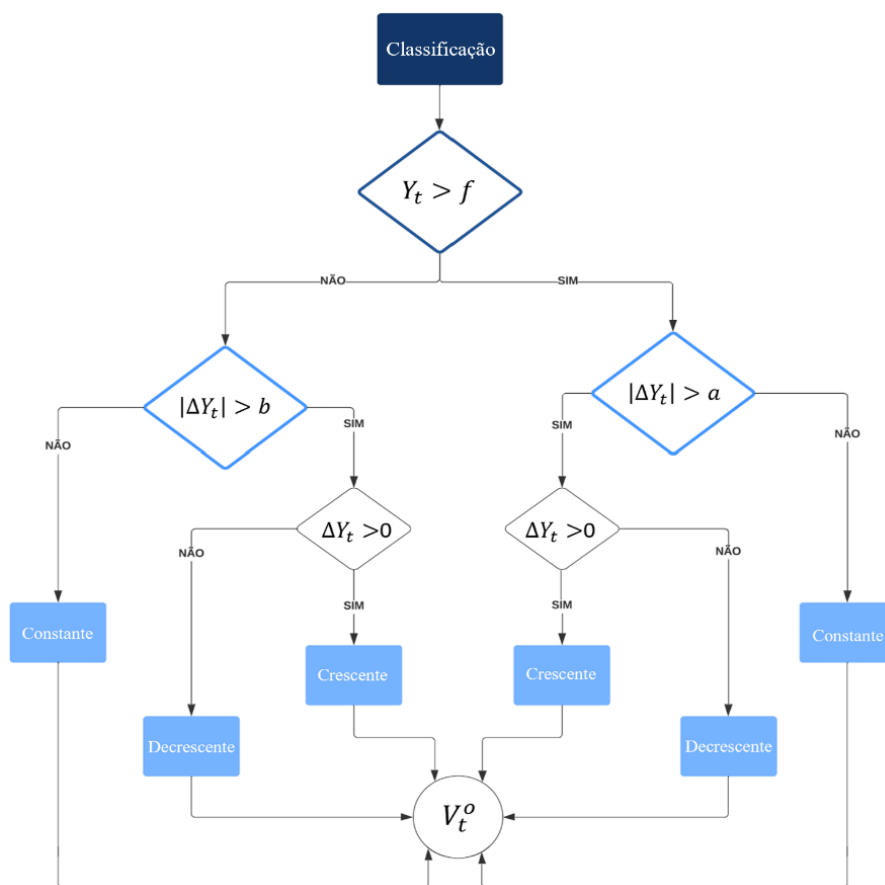 Classificação
Y_t > f
NÃO
SIM
|ΔY_t| > b
|ΔY_t| > a
NÃO
SIM
SIM
NÃO
ΔY_t >0
ΔY_t >0
NÃO
SIM
SIM
NÃO
Constante
Crescente
Crescente
Constante
Decrescente
Decrescente
V_t^o